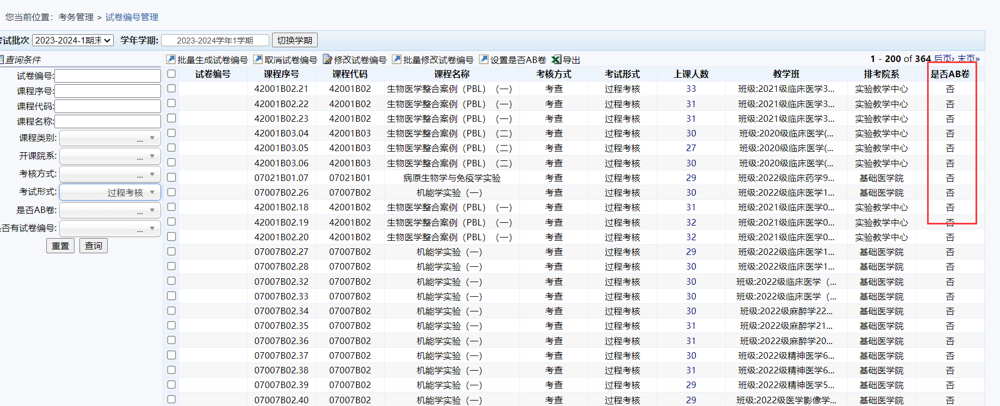 您当前位置：考务管理 > 试卷编号管理
考试批次 2023-2024-1期末 学年学期: 2023-2024学年1学期 切换学期
查询条件
试卷编号:
课程序号:
课程代码:
课程名称:
课程类别: ...
开课院系: ...
考核方式: ...
考试形式: 过程考核
是否AB卷: ...
是否有试卷编号: ...
重置 查询
批量生成试卷编号 取消试卷编号 修改试卷编号 批量修改试卷编号 设置是否AB卷 导出 1 - 200 of 364 后页› 末页»
试卷编号 课程序号 课程代码 课程名称 考核方式 考试形式 上课人数 教学班 排考院系 是否AB卷
42001B02.21 42001B02 生物医学整合案例（PBL）（一） 考查 过程考核 33 班级:2021级临床医学3... 实验教学中心 否
42001B02.22 42001B02 生物医学整合案例（PBL）（一） 考查 过程考核 31 班级:2021级临床医学3... 实验教学中心 否
42001B02.23 42001B02 生物医学整合案例（PBL）（一） 考查 过程考核 31 班级:2021级临床医学3... 实验教学中心 否
42001B03.04 42001B03 生物医学整合案例（PBL）（二） 考查 过程考核 30 班级:2020级临床医学(... 实验教学中心 否
42001B03.05 42001B03 生物医学整合案例（PBL）（二） 考查 过程考核 27 班级:2020级临床医学(... 实验教学中心 否
42001B03.06 42001B03 生物医学整合案例（PBL）（二） 考查 过程考核 30 班级:2020级临床医学(... 实验教学中心 否
07021B01.07 07021B01 病原生物学与免疫学实验 考查 过程考核 29 班级:2022级临床药学9... 基础医学院 否
07007B02.26 07007B02 机能学实验（一） 考查 过程考核 30 班级:2022级临床医学1... 基础医学院 否
42001B02.18 42001B02 生物医学整合案例（PBL）（一） 考查 过程考核 31 班级:2021级临床医学0... 实验教学中心 否
42001B02.19 42001B02 生物医学整合案例（PBL）（一） 考查 过程考核 32 班级:2021级临床医学0... 实验教学中心 否
42001B02.20 42001B02 生物医学整合案例（PBL）（一） 考查 过程考核 32 班级:2021级临床医学0... 实验教学中心 否
07007B02.27 07007B02 机能学实验（一） 考查 过程考核 29 班级:2022级临床医学1... 基础医学院 否
07007B02.28 07007B02 机能学实验（一） 考查 过程考核 30 班级:2022级临床医学1... 基础医学院 否
07007B02.32 07007B02 机能学实验（一） 考查 过程考核 30 班级:2022级临床医学（... 基础医学院 否
07007B02.33 07007B02 机能学实验（一） 考查 过程考核 30 班级:2022级临床医学（... 基础医学院 否
07007B02.34 07007B02 机能学实验（一） 考查 过程考核 30 班级:2022级麻醉学22... 基础医学院 否
07007B02.35 07007B02 机能学实验（一） 考查 过程考核 31 班级:2022级麻醉学21... 基础医学院 否
07007B02.36 07007B02 机能学实验（一） 考查 过程考核 31 班级:2022级麻醉学20... 基础医学院 否
07007B02.37 07007B02 机能学实验（一） 考查 过程考核 30 班级:2022级精神医学6... 基础医学院 否
07007B02.38 07007B02 机能学实验（一） 考查 过程考核 31 班级:2022级精神医学6... 基础医学院 否
07007B02.39 07007B02 机能学实验（一） 考查 过程考核 29 班级:2022级精神医学5... 基础医学院 否
07007B02.40 07007B02 机能学实验（一） 考查 过程考核 29 班级:2022级医学影像学... 基础医学院 否